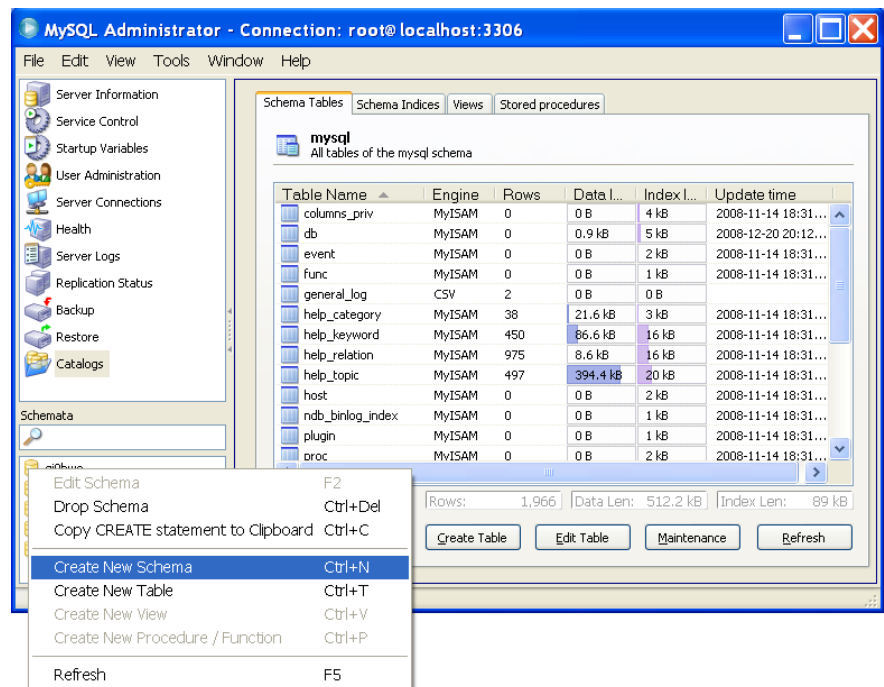 MySQL Administrator - Connection: root@localhost:3306
File Edit View Tools Window Help
Server Information
Service Control
Startup Variables
User Administration
Server Connections
Health
Server Logs
Replication Status
Backup
Restore
Catalogs
Schemata
Schema Tables Schema Indices Views Stored procedures
mysql
All tables of the mysql schema
Table Name Engine Rows Data l... Index l... Update time
columns_priv MyISAM 0 0 B 4 kB 2008-11-14 18:31...
db MyISAM 0 0.9 kB 5 kB 2008-12-20 20:12...
event MyISAM 0 0 B 2 kB 2008-11-14 18:31...
func MyISAM 0 0 B 1 kB 2008-11-14 18:31...
general_log CSV 2 0 B 0 B
help_category MyISAM 38 21.6 kB 3 kB 2008-11-14 18:31...
help_keyword MyISAM 450 86.6 kB 16 kB 2008-11-14 18:31...
help_relation MyISAM 975 8.6 kB 16 kB 2008-11-14 18:31...
help_topic MyISAM 497 394.4 kB 20 kB 2008-11-14 18:31...
host MyISAM 0 0 B 2 kB 2008-11-14 18:31...
ndb_binlog_index MyISAM 0 0 B 1 kB 2008-11-14 18:31...
plugin MyISAM 0 0 B 1 kB 2008-11-14 18:31...
proc MyISAM 0 0 B 2 kB 2008-11-14 18:31...
Rows: 1,966 Data Len: 512.2 kB Index Len: 89 kB
Create Table Edit Table Maintenance Refresh
Edit Schema F2
Drop Schema Ctrl+Del
Copy CREATE statement to Clipboard Ctrl+C
Create New Schema Ctrl+N
Create New Table Ctrl+T
Create New View Ctrl+V
Create New Procedure / Function Ctrl+P
Refresh F5